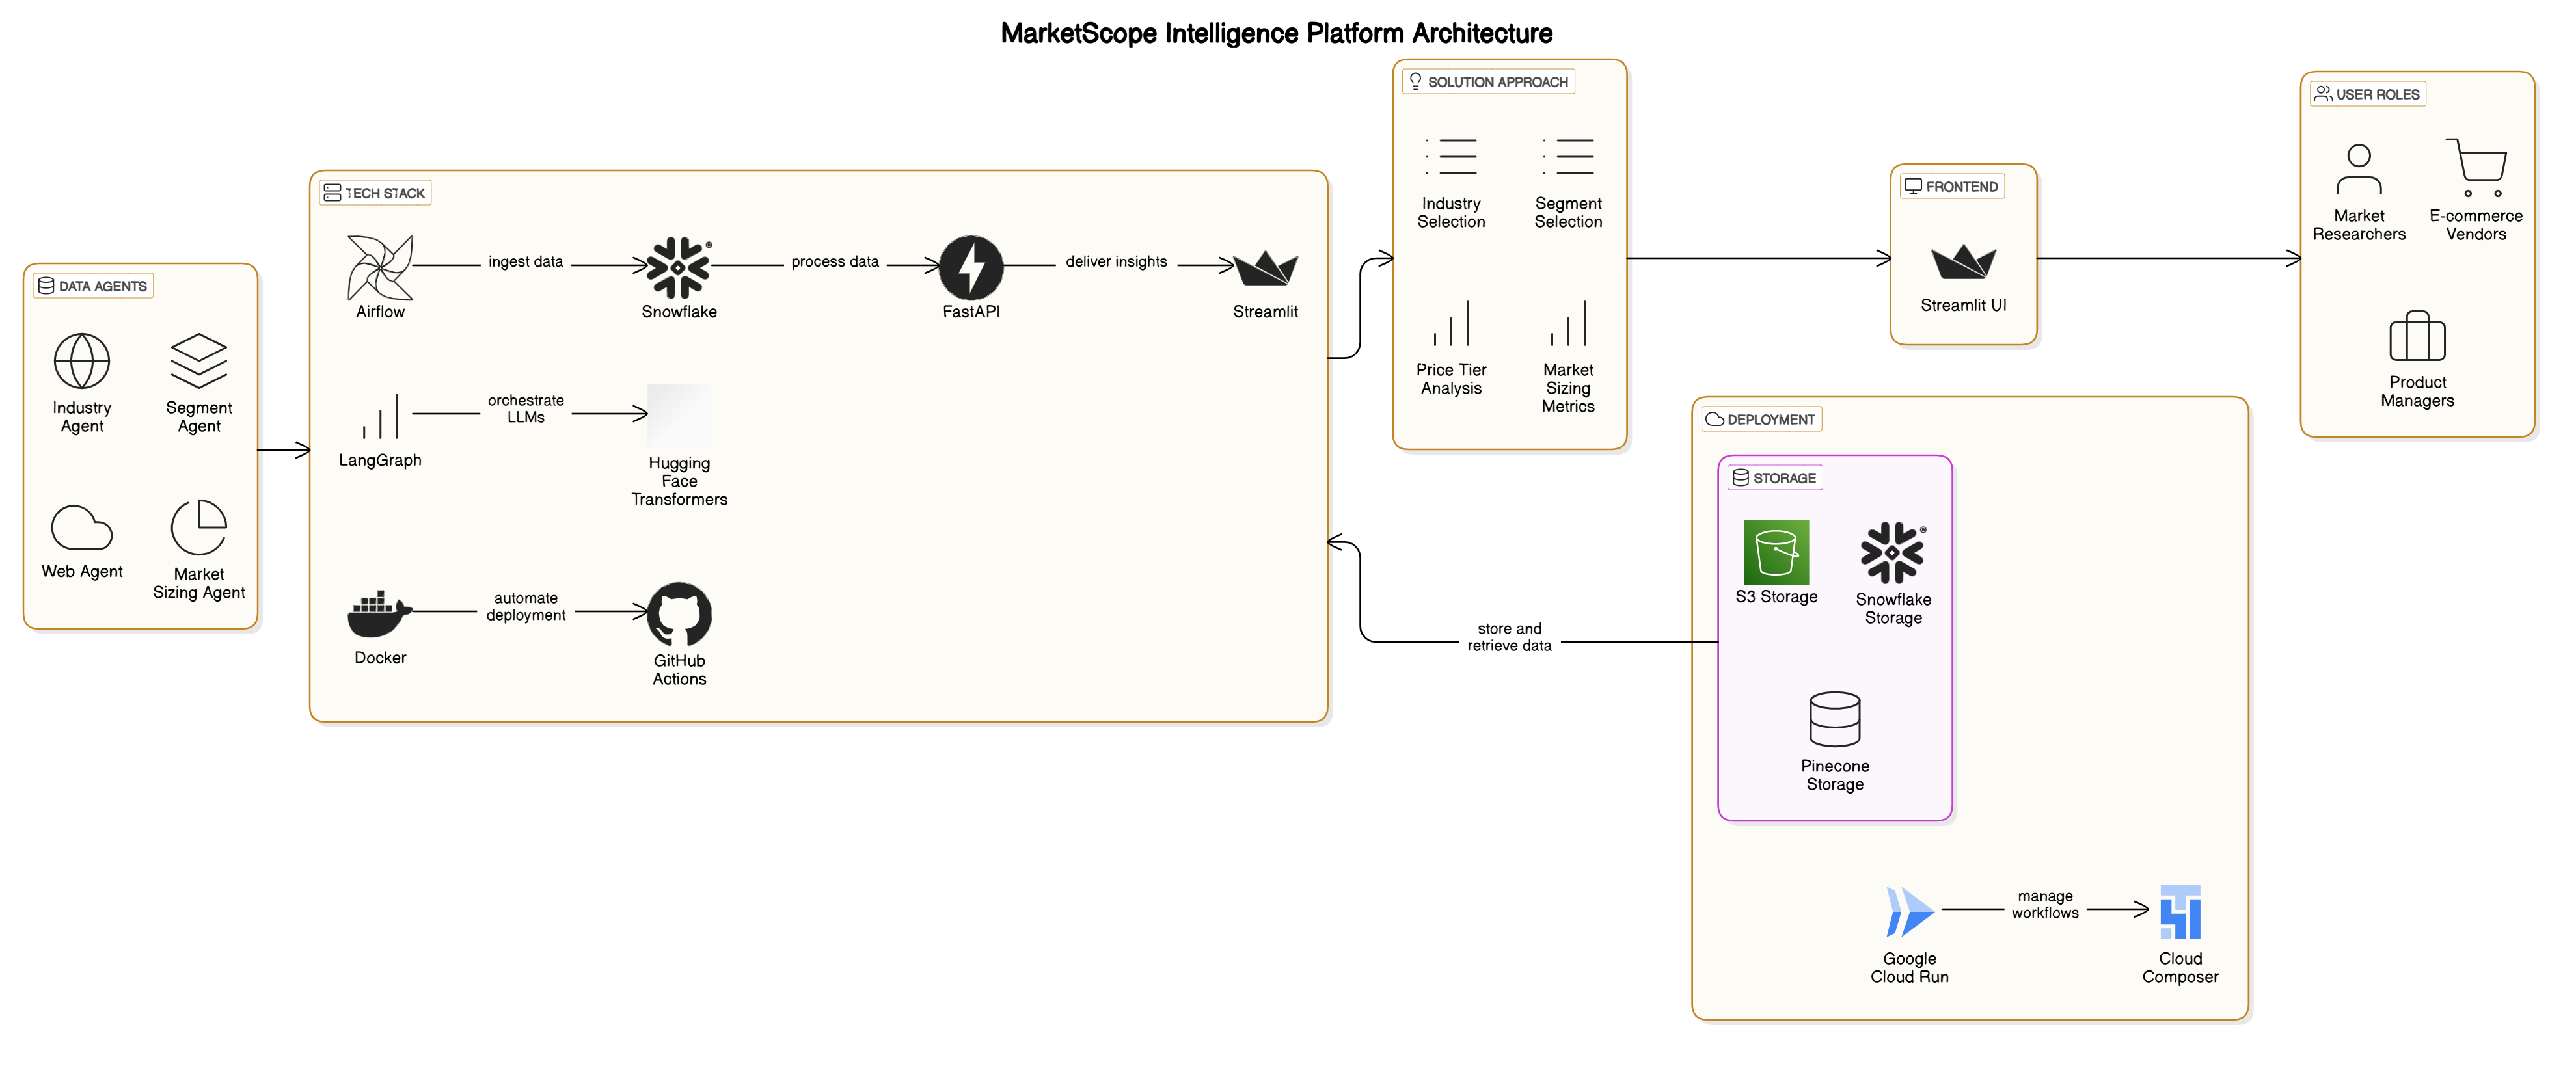 MarketScope Intelligence Platform Architecture
DATA AGENTS
Industry
Agent
Segment
Agent
Web Agent
Market
Sizing Agent
TECH STACK
Airflow
ingest data
Snowflake
®
process data
FastAPI
deliver insights
Streamlit
LangGraph
orchestrate
LLMs
Hugging
Face
Transformers
Docker
automate
deployment
GitHub
Actions
SOLUTION APPROACH
Industry
Selection
Segment
Selection
Price Tier
Analysis
Market
Sizing
Metrics
FRONTEND
Streamlit UI
USER ROLES
Market
Researchers
E-commerce
Vendors
Product
Managers
store and
retrieve data
DEPLOYMENT
STORAGE
S3 Storage
®
Snowflake
Storage
Pinecone
Storage
Google
Cloud Run
manage
workflows
Cloud
Composer